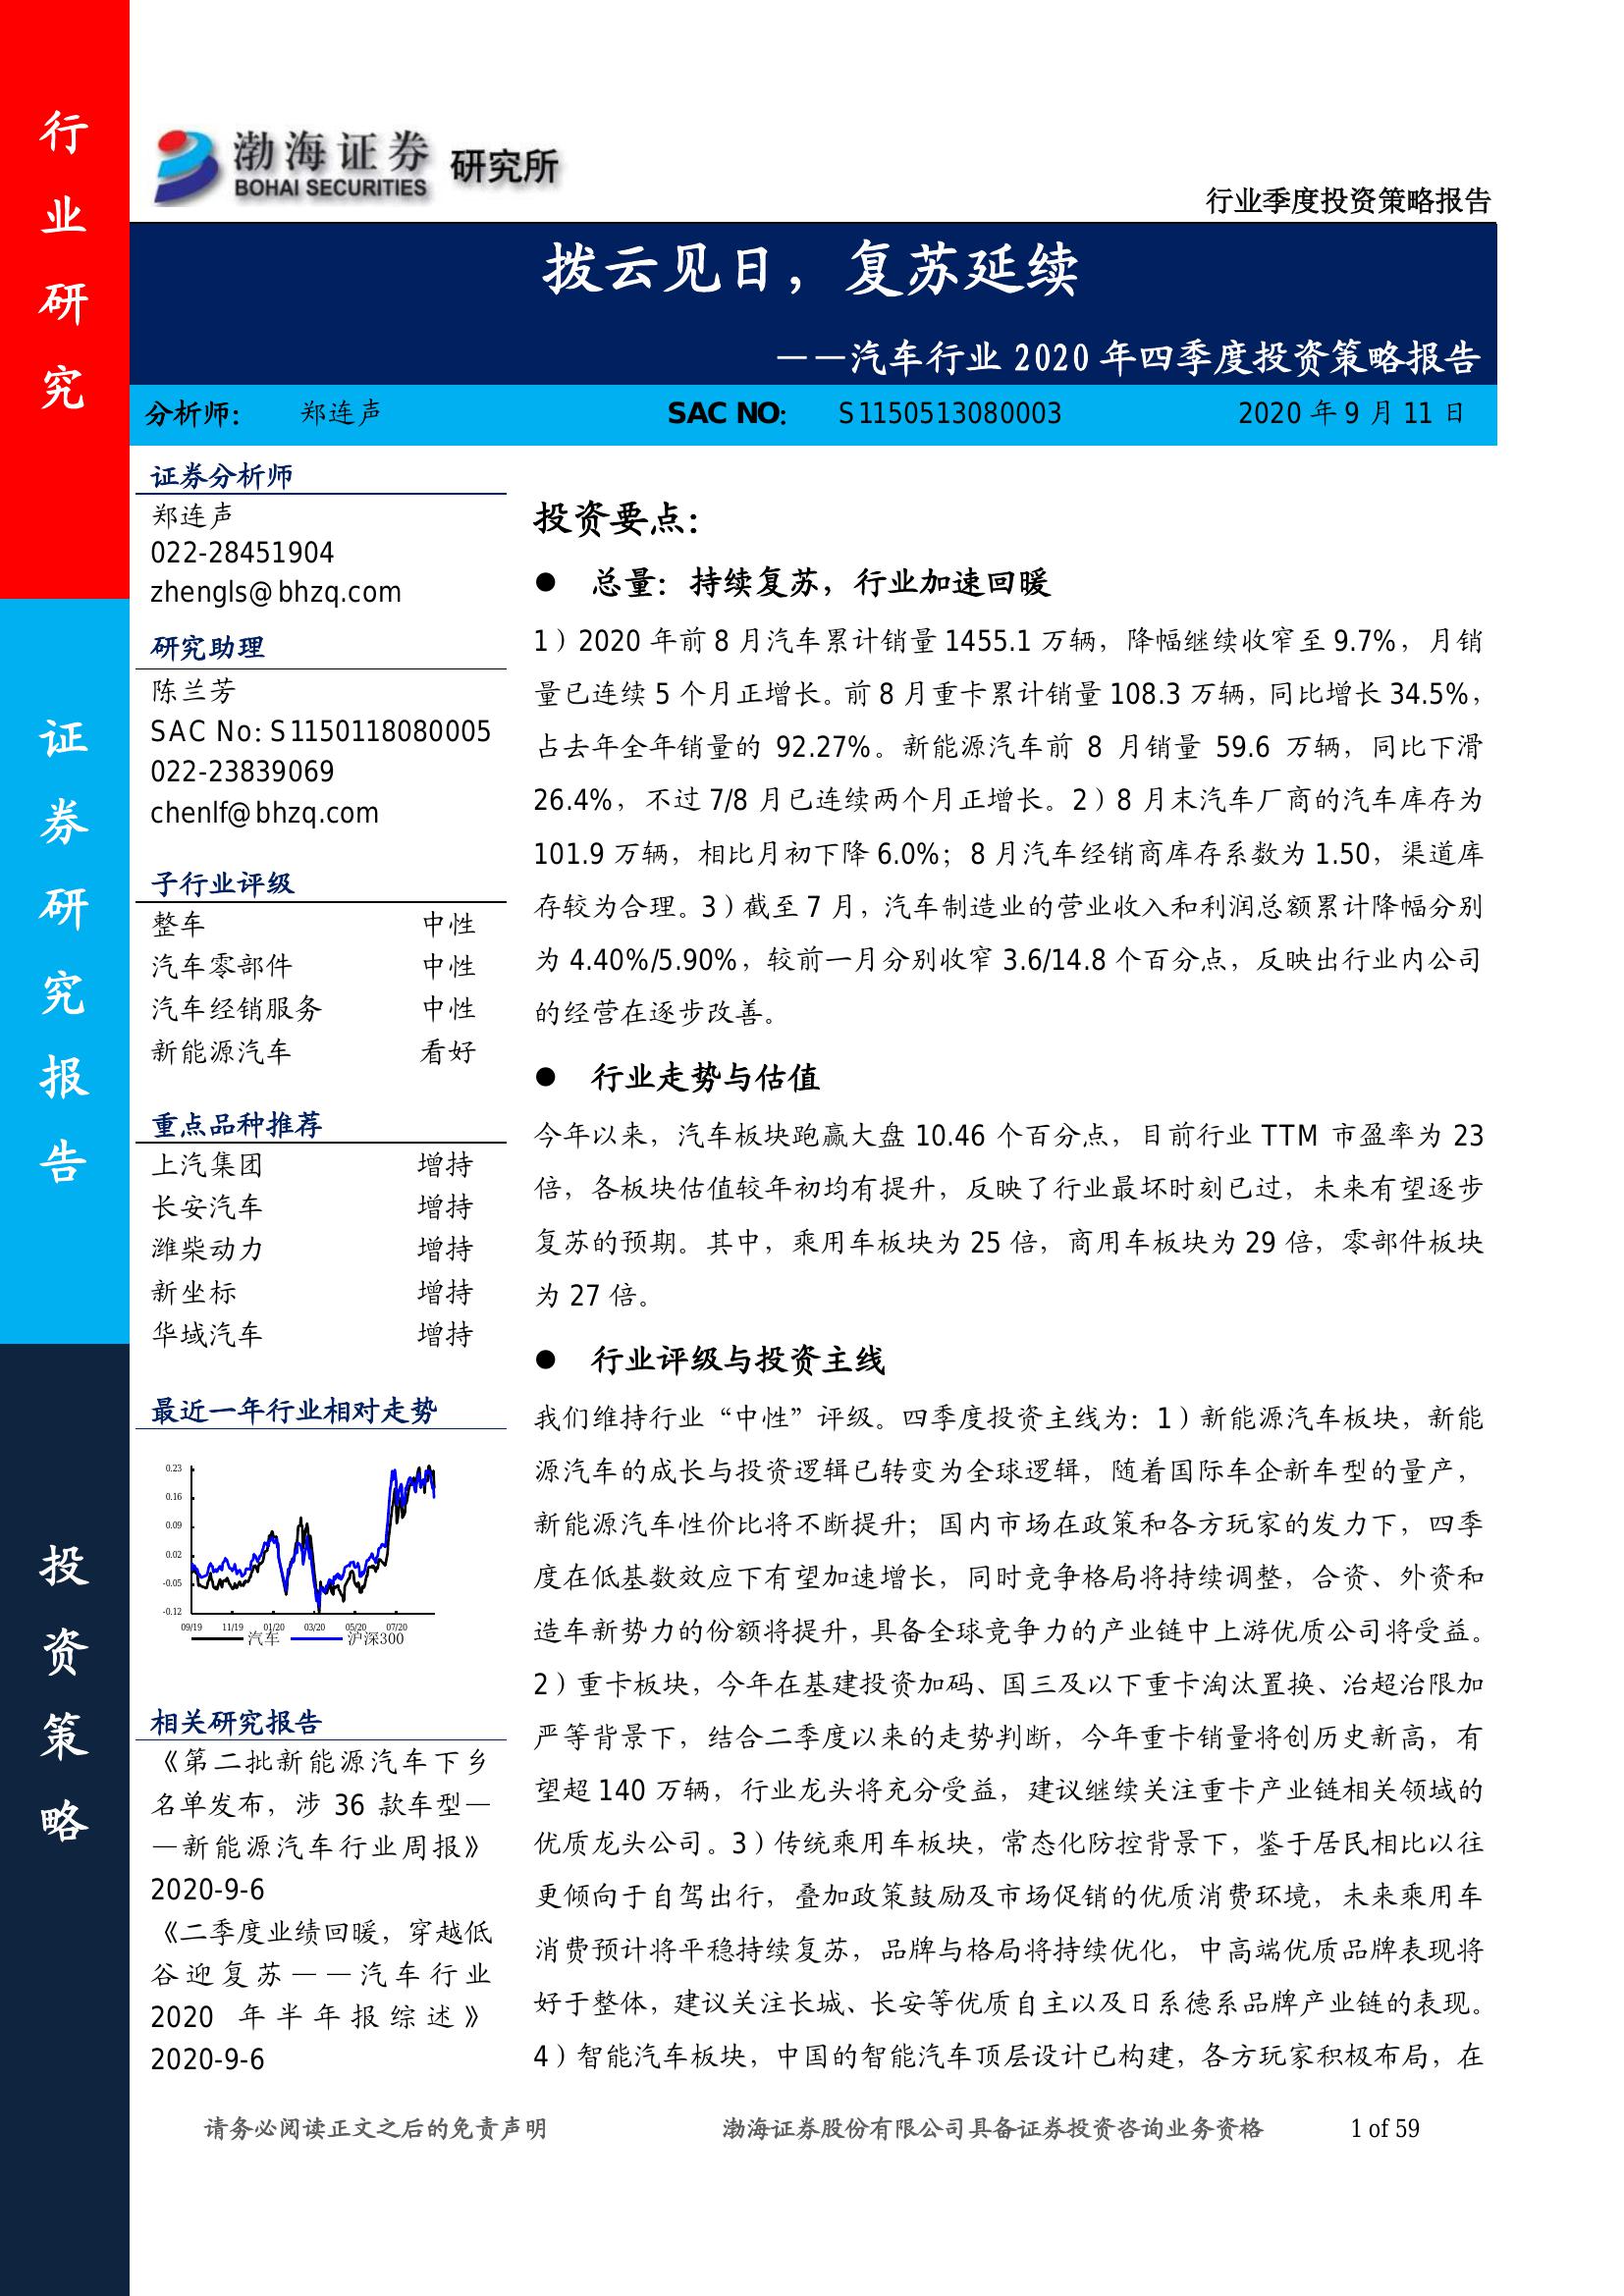 行业研究
证券研究报告
投资策略
渤海证券
BOHAI SECURITIES
研究所
行业季度投资策略报告
拨云见日，复苏延续
——汽车行业 2020 年四季度投资策略报告
分析师： 郑连声 SAC NO： S1150513080003 2020 年 9 月 11 日
证券分析师
郑连声
022-28451904
zhengls@bhzq.com
研究助理
陈兰芳
SAC No: S1150118080005
022-23839069
chenlf@bhzq.com
子行业评级
整车 中性
汽车零部件 中性
汽车经销服务 中性
新能源汽车 看好
重点品种推荐
上汽集团 增持
长安汽车 增持
潍柴动力 增持
新坐标 增持
华域汽车 增持
最近一年行业相对走势
0.23
0.16
0.09
0.02
-0.05
-0.12
09/19 11/19 01/20 03/20 05/20 07/20
汽车 沪深300
相关研究报告
《第二批新能源汽车下乡
名单发布，涉 36 款车型—
—新能源汽车行业周报》
2020-9-6
《二季度业绩回暖，穿越低
谷迎复苏——汽车行业
2020 年半年报综述》
2020-9-6
投资要点：
● 总量：持续复苏，行业加速回暖
1）2020 年前 8 月汽车累计销量 1455.1 万辆，降幅继续收窄至 9.7%，月销
量已连续 5 个月正增长。前 8 月重卡累计销量 108.3 万辆，同比增长 34.5%，
占去年全年销量的 92.27%。新能源汽车前 8 月销量 59.6 万辆，同比下滑
26.4%，不过 7/8 月已连续两个月正增长。2）8 月末汽车厂商的汽车库存为
101.9 万辆，相比月初下降 6.0%；8 月汽车经销商库存系数为 1.50，渠道库
存较为合理。3）截至 7 月，汽车制造业的营业收入和利润总额累计降幅分别
为 4.40%/5.90%，较前一月分别收窄 3.6/14.8 个百分点，反映出行业内公司
的经营在逐步改善。
● 行业走势与估值
今年以来，汽车板块跑赢大盘 10.46 个百分点，目前行业 TTM 市盈率为 23
倍，各板块估值较年初均有提升，反映了行业最坏时刻已过，未来有望逐步
复苏的预期。其中，乘用车板块为 25 倍，商用车板块为 29 倍，零部件板块
为 27 倍。
● 行业评级与投资主线
我们维持行业“中性”评级。四季度投资主线为：1）新能源汽车板块，新能
源汽车的成长与投资逻辑已转变为全球逻辑，随着国际车企新车型的量产，
新能源汽车性价比将不断提升；国内市场在政策和各方玩家的发力下，四季
度在低基数效应下有望加速增长，同时竞争格局将持续调整，合资、外资和
造车新势力的份额将提升，具备全球竞争力的产业链中上游优质公司将受益。
2）重卡板块，今年在基建投资加码、国三及以下重卡淘汰置换、治超治限加
严等背景下，结合二季度以来的走势判断，今年重卡销量将创历史新高，有
望超 140 万辆，行业龙头将充分受益，建议继续关注重卡产业链相关领域的
优质龙头公司。3）传统乘用车板块，常态化防控背景下，鉴于居民相比以往
更倾向于自驾出行，叠加政策鼓励及市场促销的优质消费环境，未来乘用车
消费预计将平稳持续复苏，品牌与格局将持续优化，中高端优质品牌表现将
好于整体，建议关注长城、长安等优质自主以及日系德系品牌产业链的表现。
4）智能汽车板块，中国的智能汽车顶层设计已构建，各方玩家积极布局，在
请务必阅读正文之后的免责声明 渤海证券股份有限公司具备证券投资咨询业务资格 1 of 59